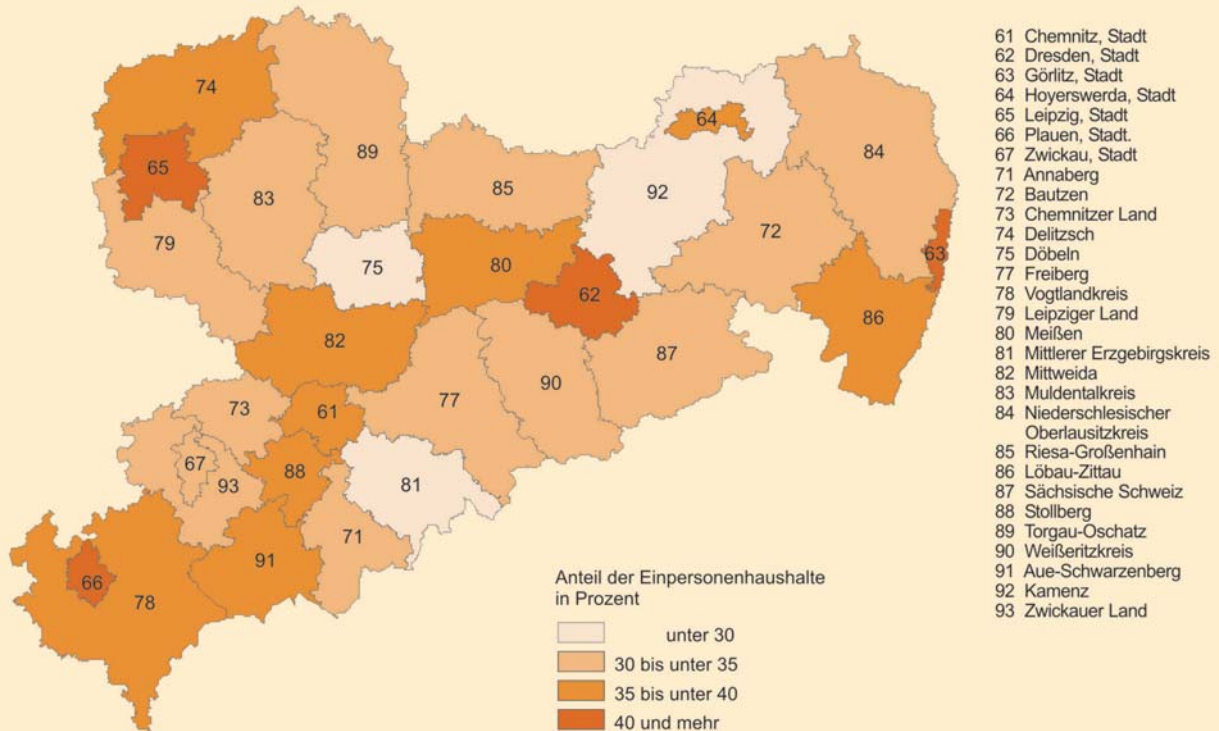 61 Chemnitz, Stadt
62 Dresden, Stadt
63 Görlitz, Stadt
64 Hoyerswerda, Stadt
65 Leipzig, Stadt
66 Plauen, Stadt.
67 Zwickau, Stadt
71 Annaberg
72 Bautzen
73 Chemnitzer Land
74 Delitzsch
75 Döbeln
77 Freiberg
78 Vogtlandkreis
79 Leipziger Land
80 Meißen
81 Mittlerer Erzgebirgskreis
82 Mittweida
83 Muldentalkreis
84 Niederschlesischer
Oberlausitzkreis
85 Riesa-Großenhain
86 Löbau-Zittau
87 Sächsische Schweiz
88 Stollberg
89 Torgau-Oschatz
90 Weißeritzkreis
91 Aue-Schwarzenberg
92 Kamenz
93 Zwickauer Land
74
64
89
84
65
85
83
92
72
79
63
80
75
62
86
82
87
90
77
73
61
67
88
93
81
71
91
66
78
Anteil der Einpersonenhaushalte
in Prozent
unter 30
30 bis unter 35
35 bis unter 40
40 und mehr